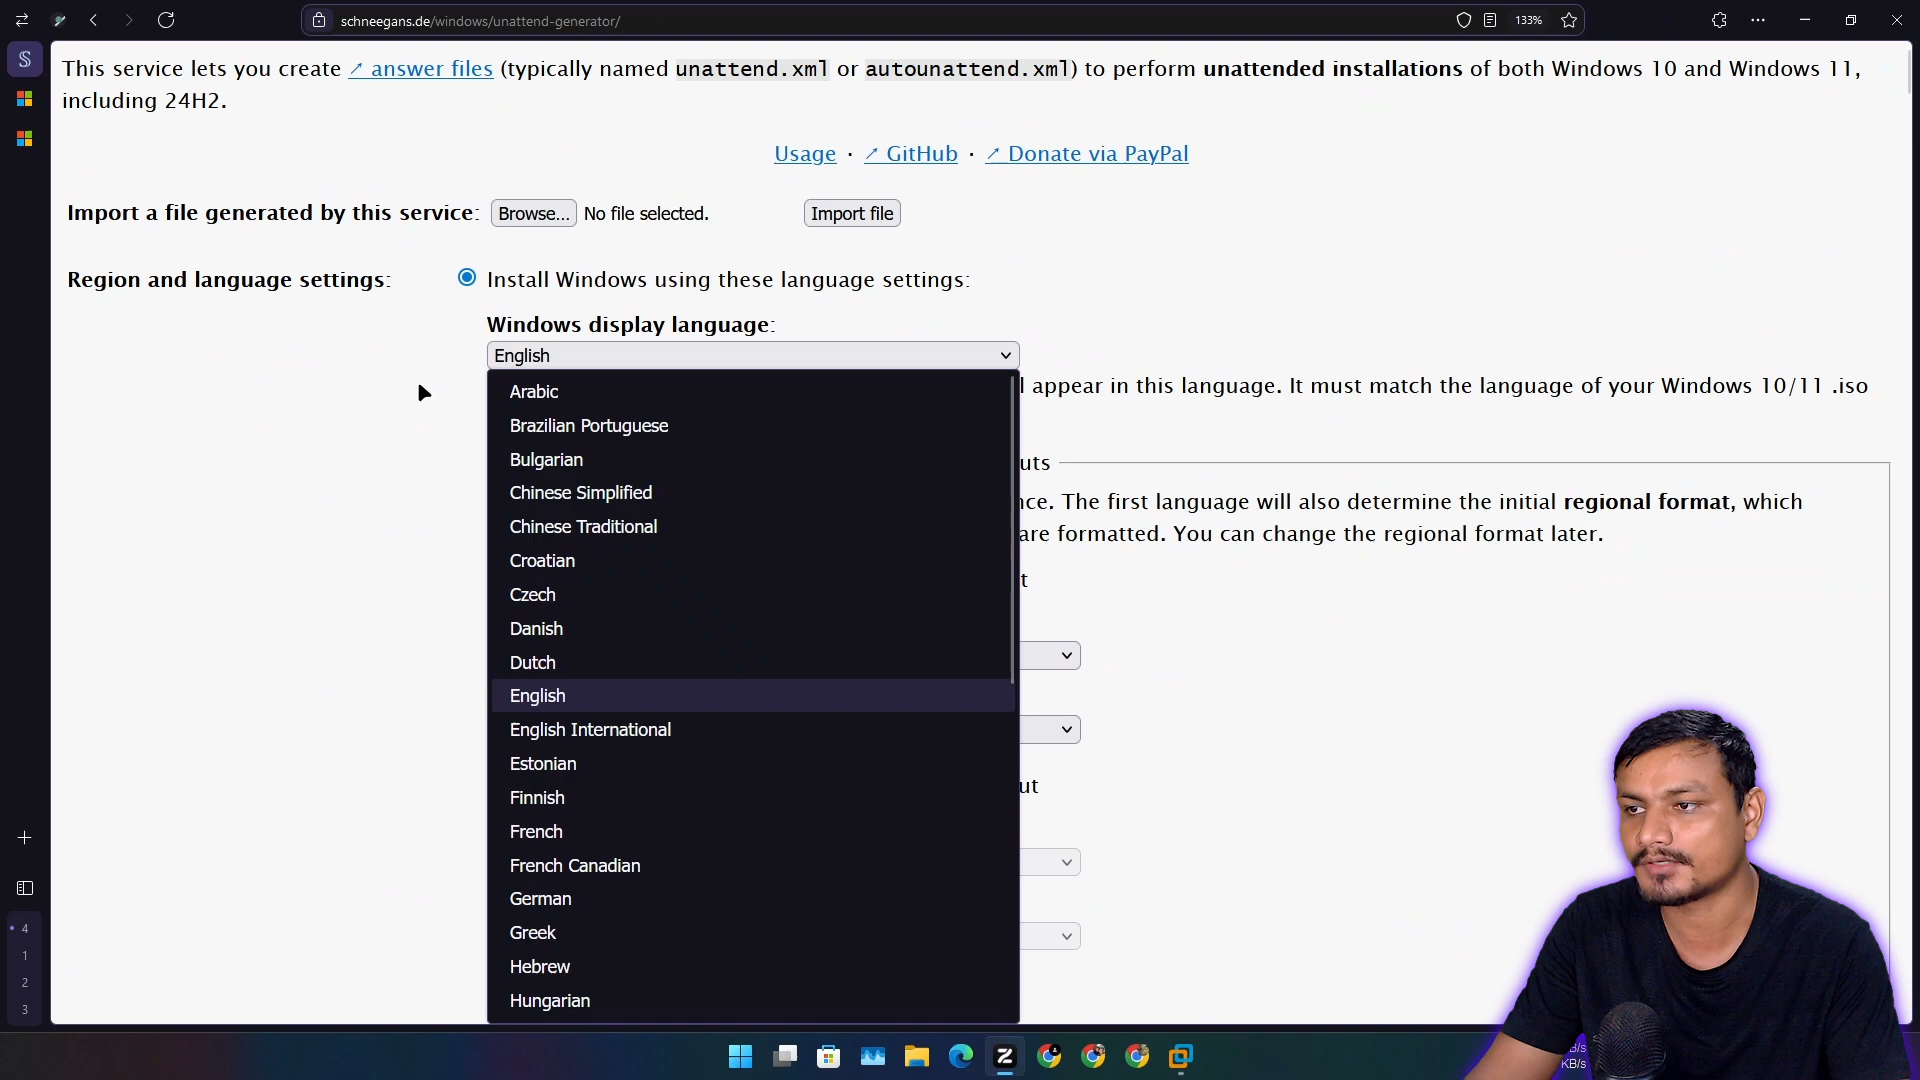 schneegans.de/windows/unattend-generator/
133%
This service lets you create ↗ answer files (typically named unattend.xml or autounattend.xml) to perform unattended installations of both Windows 10 and Windows 11,
including 24H2.
Usage · ↗ GitHub · ↗ Donate via PayPal
Import a file generated by this service: Browse... No file selected. Import file
Region and language settings: Install Windows using these language settings:
Windows display language:
English
Arabic
appear in this language. It must match the language of your Windows 10/11 .iso
Brazilian Portuguese
Bulgarian
uts
Chinese Simplified
nce. The first language will also determine the initial regional format, which
Chinese Traditional
are formatted. You can change the regional format later.
Croatian
t
Czech
Danish
Dutch
English
English International
Estonian
ut
Finnish
French
French Canadian
German
Greek
Hebrew
Hungarian
4
1
2
3
B/s
KB/s